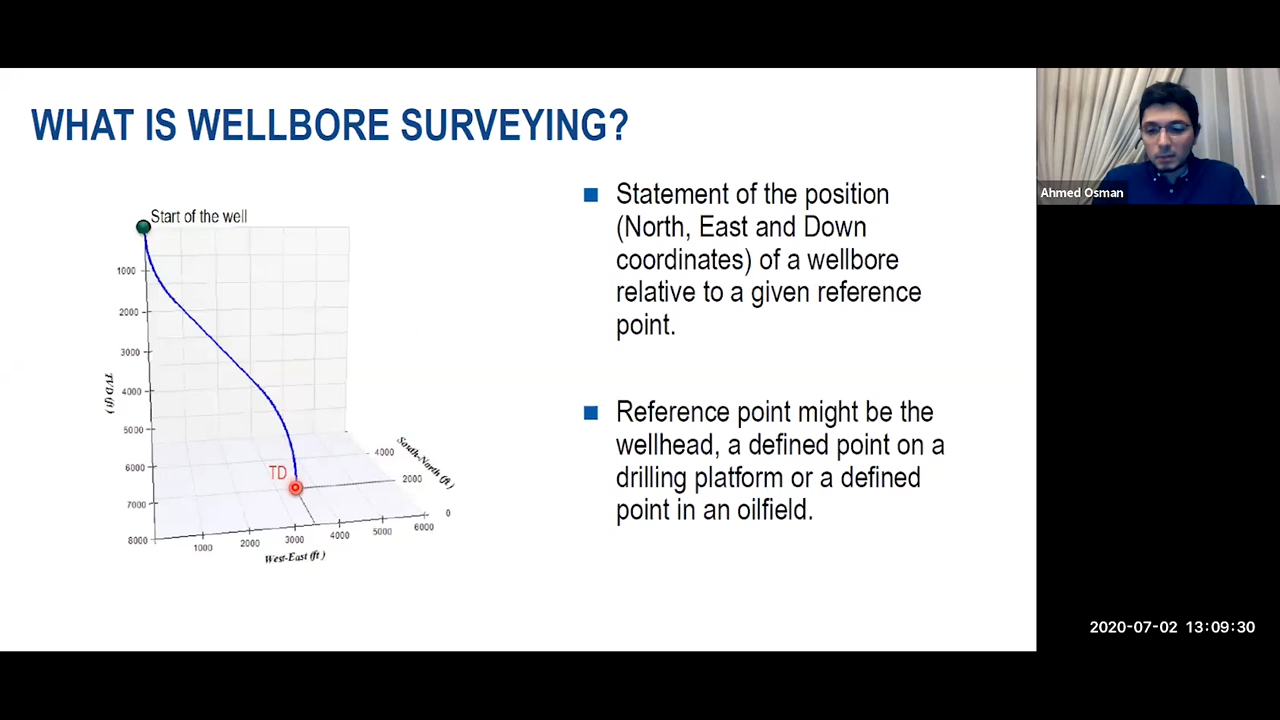 WHAT IS WELLBORE SURVEYING?
Start of the well
1000
2000
3000
4000
5000
6000
7000
8000
TVD (ft)
TD
1000
2000
3000
4000
5000
6000
West-East (ft)
0
2000
4000
South-North (ft)
Statement of the position
(North, East and Down
coordinates) of a wellbore
relative to a given reference
point.
Reference point might be the
wellhead, a defined point on a
drilling platform or a defined
point in an oilfield.
Ahmed Osman
2020-07-02 13:09:30